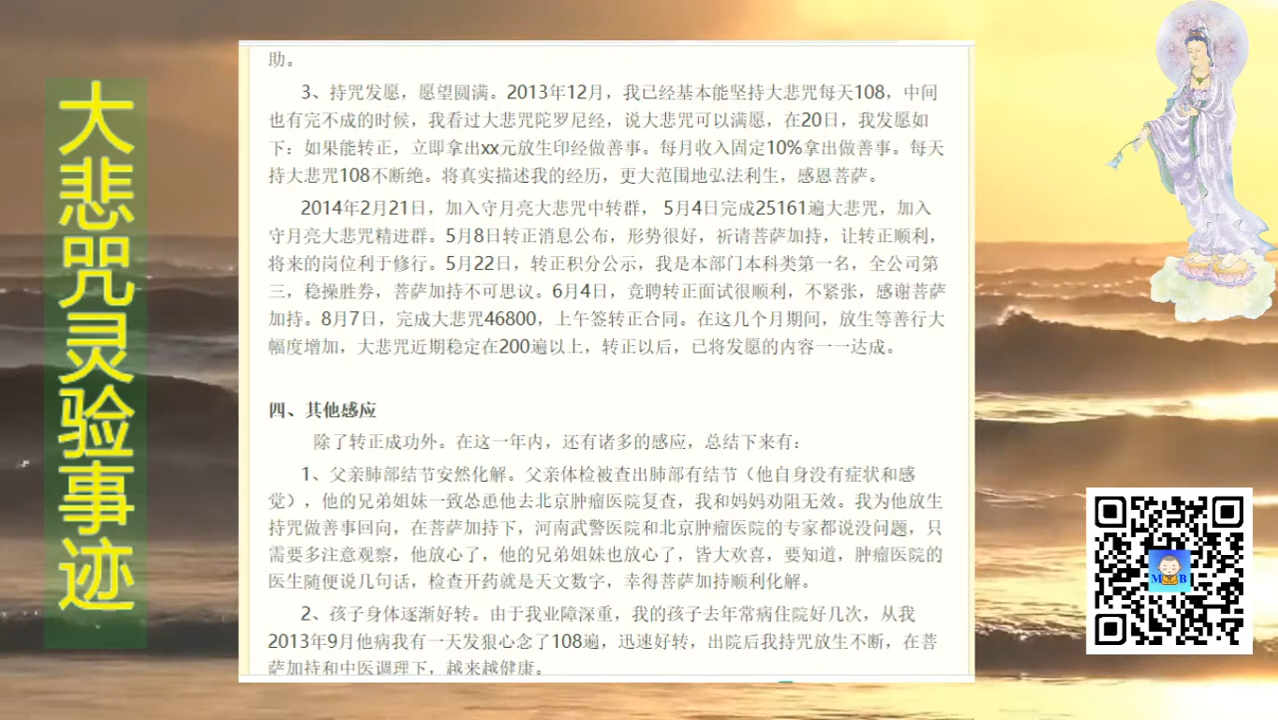 大悲咒灵验事迹
助。
3、持咒发愿，愿望圆满。2013年12月，我已经基本能坚持大悲咒每天108，中间
也有完不成的时候，我看过大悲咒陀罗尼经，说大悲咒可以满愿，在20日，我发愿如
下：如果能转正，立即拿出xx元放生印经做善事。每月收入固定10%拿出做善事。每天
持大悲咒108不断绝。将真实描述我的经历，更大范围地弘法利生，感恩菩萨。
2014年2月21日，加入守月亮大悲咒中转群， 5月4日完成25161遍大悲咒，加入
守月亮大悲咒精进群。5月8日转正消息公布，形势很好，祈请菩萨加持，让转正顺利，
将来的岗位利于修行。5月22日，转正积分公示，我是本部门本科类第一名，全公司第
三，稳操胜券，菩萨加持不可思议。6月4日，竞聘转正面试很顺利，不紧张，感谢菩萨
加持。8月7日，完成大悲咒46800，上午签转正合同。在这几个月期间，放生等善行大
幅度增加，大悲咒近期稳定在200遍以上，转正以后，已将发愿的内容一一达成。
四、其他感应
除了转正成功外。在这一年内，还有诸多的感应，总结下来有：
1、父亲肺部结节安然化解。父亲体检被查出肺部有结节（他自身没有症状和感
觉），他的兄弟姐妹一致怂恿他去北京肿瘤医院复查，我和妈妈劝阻无效。我为他放生
持咒做善事回向，在菩萨加持下，河南武警医院和北京肿瘤医院的专家都说没问题，只
需要多注意观察，他放心了，他的兄弟姐妹也放心了，皆大欢喜，要知道，肿瘤医院的
医生随便说几句话，检查开药就是天文数字，幸得菩萨加持顺利化解。
2、孩子身体逐渐好转。由于我业障深重，我的孩子去年常病住院好几次，从我
2013年9月他病我有一天发狠心念了108遍，迅速好转，出院后我持咒放生不断，在菩
萨加持和中医调理下，越来越健康。
M B